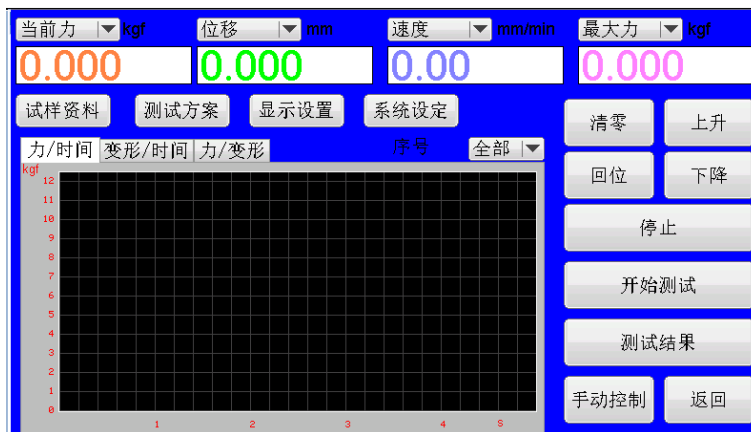 当前力 kgf 位移 mm 速度 mm/min 最大力 kgf
0.000 0.000 0.00 0.000
试样资料 测试方案 显示设置 系统设定
清零 上升
力/时间 变形/时间 力/变形 序号 全部
回位 下降
停止
开始测试
测试结果
手动控制 返回
kgf
12
11
10
9
8
7
6
5
4
3
2
1
0
1 2 3 4 S